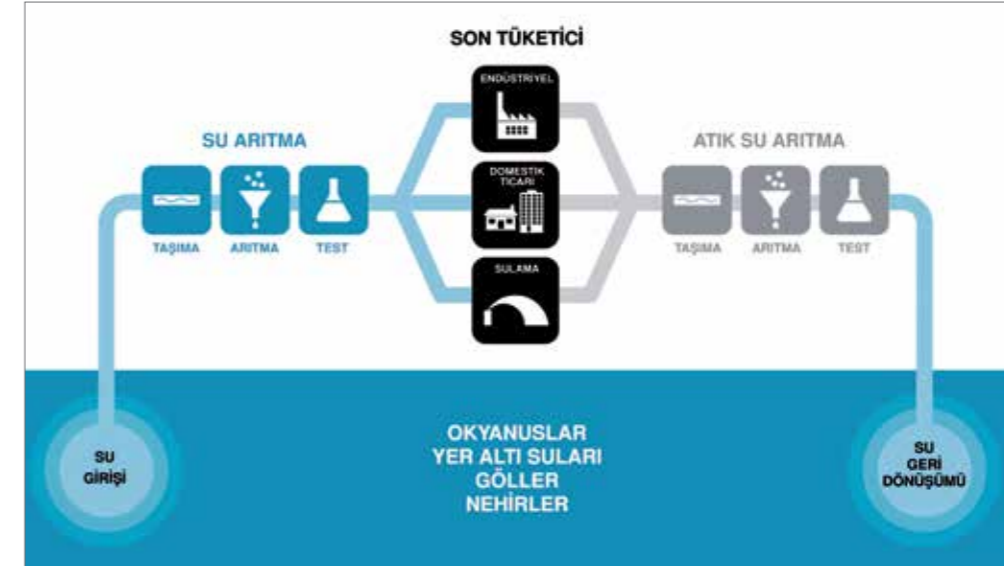 SON TÜKETİCİ
ENDÜSTRİYEL
SU ARITMA
ATIK SU ARITMA
DOMESTİK
TİCARİ
TAŞIMA
ARITMA
TEST
TAŞIMA
ARITMA
TEST
SULAMA
SU
GİRİŞİ
OKYANUSLAR
YER ALTI SULARI
GÖLLER
NEHİRLER
SU
GERİ
DÖNÜŞÜMÜ